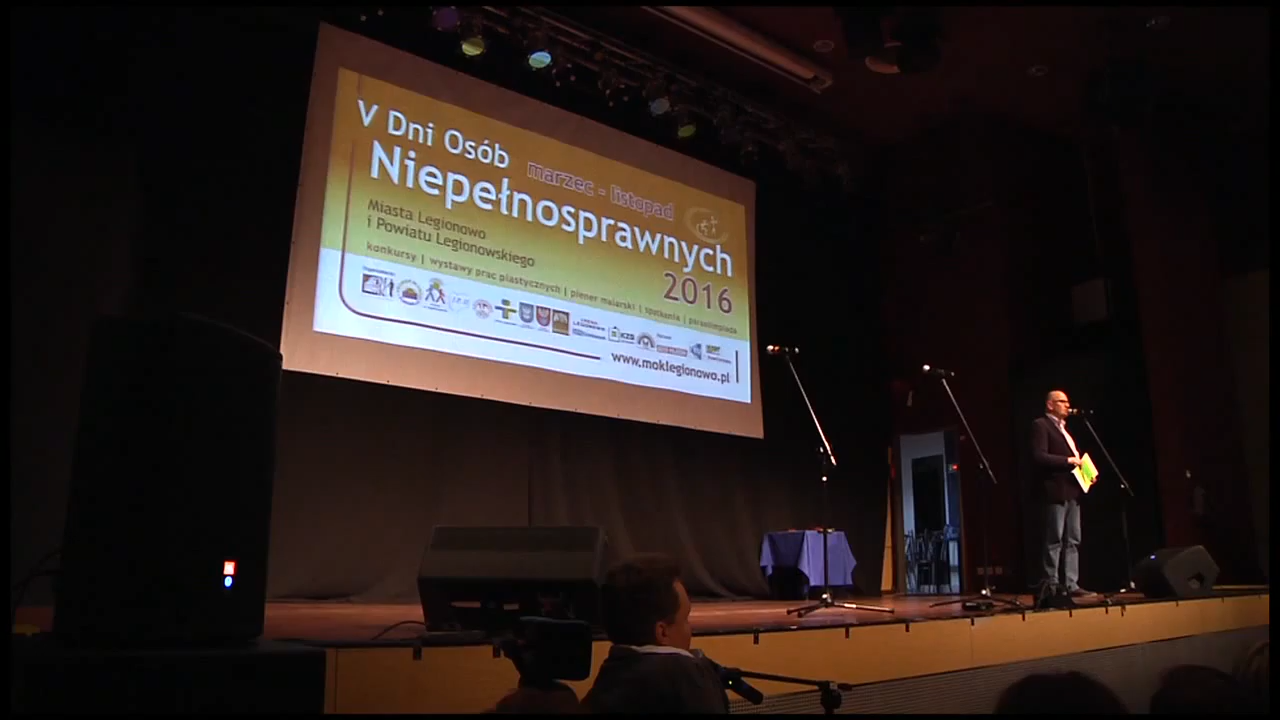 V Dni Osób
marzec - listopad
Niepełnosprawnych
Miasta Legionowo
i Powiatu Legionowskiego
2016
konkursy | wystawy prac plastycznych | plener malarski | spotkania | paraolimpiada
www.moklegionowo.pl